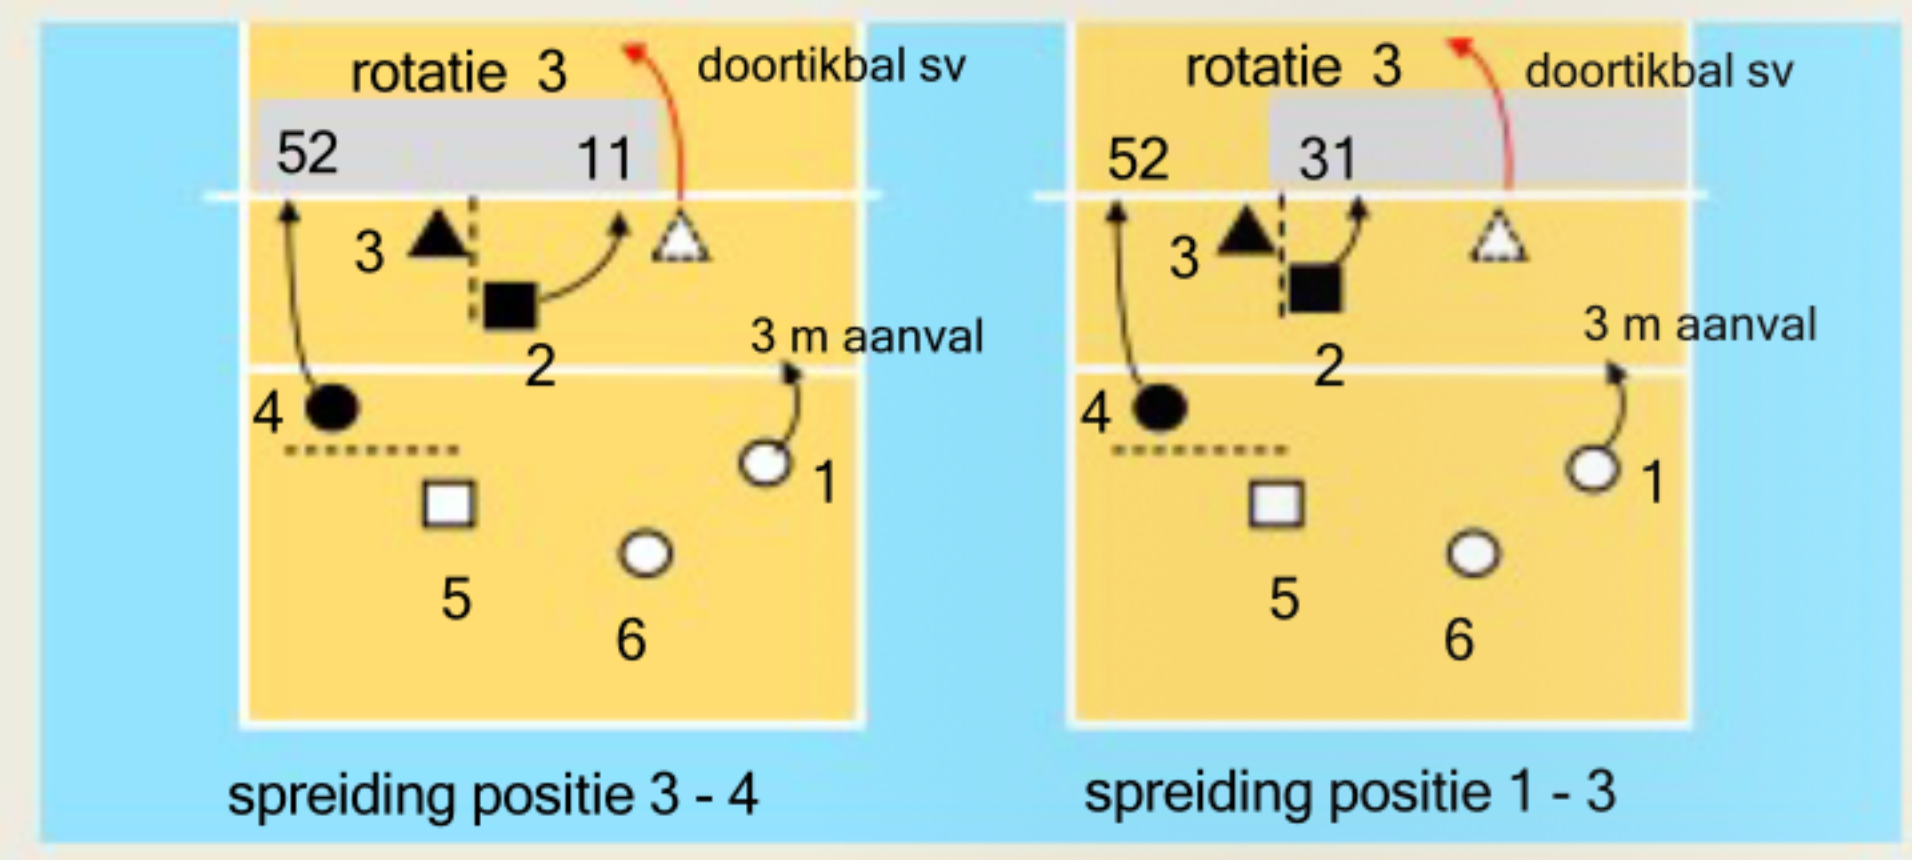 rotatie 3
doortikbal sv
52
11
3
3 m aanval
2
4
1
5
6
spreiding positie 3 - 4
rotatie 3
doortikbal sv
52
31
3
3 m aanval
2
4
1
5
6
spreiding positie 1 - 3